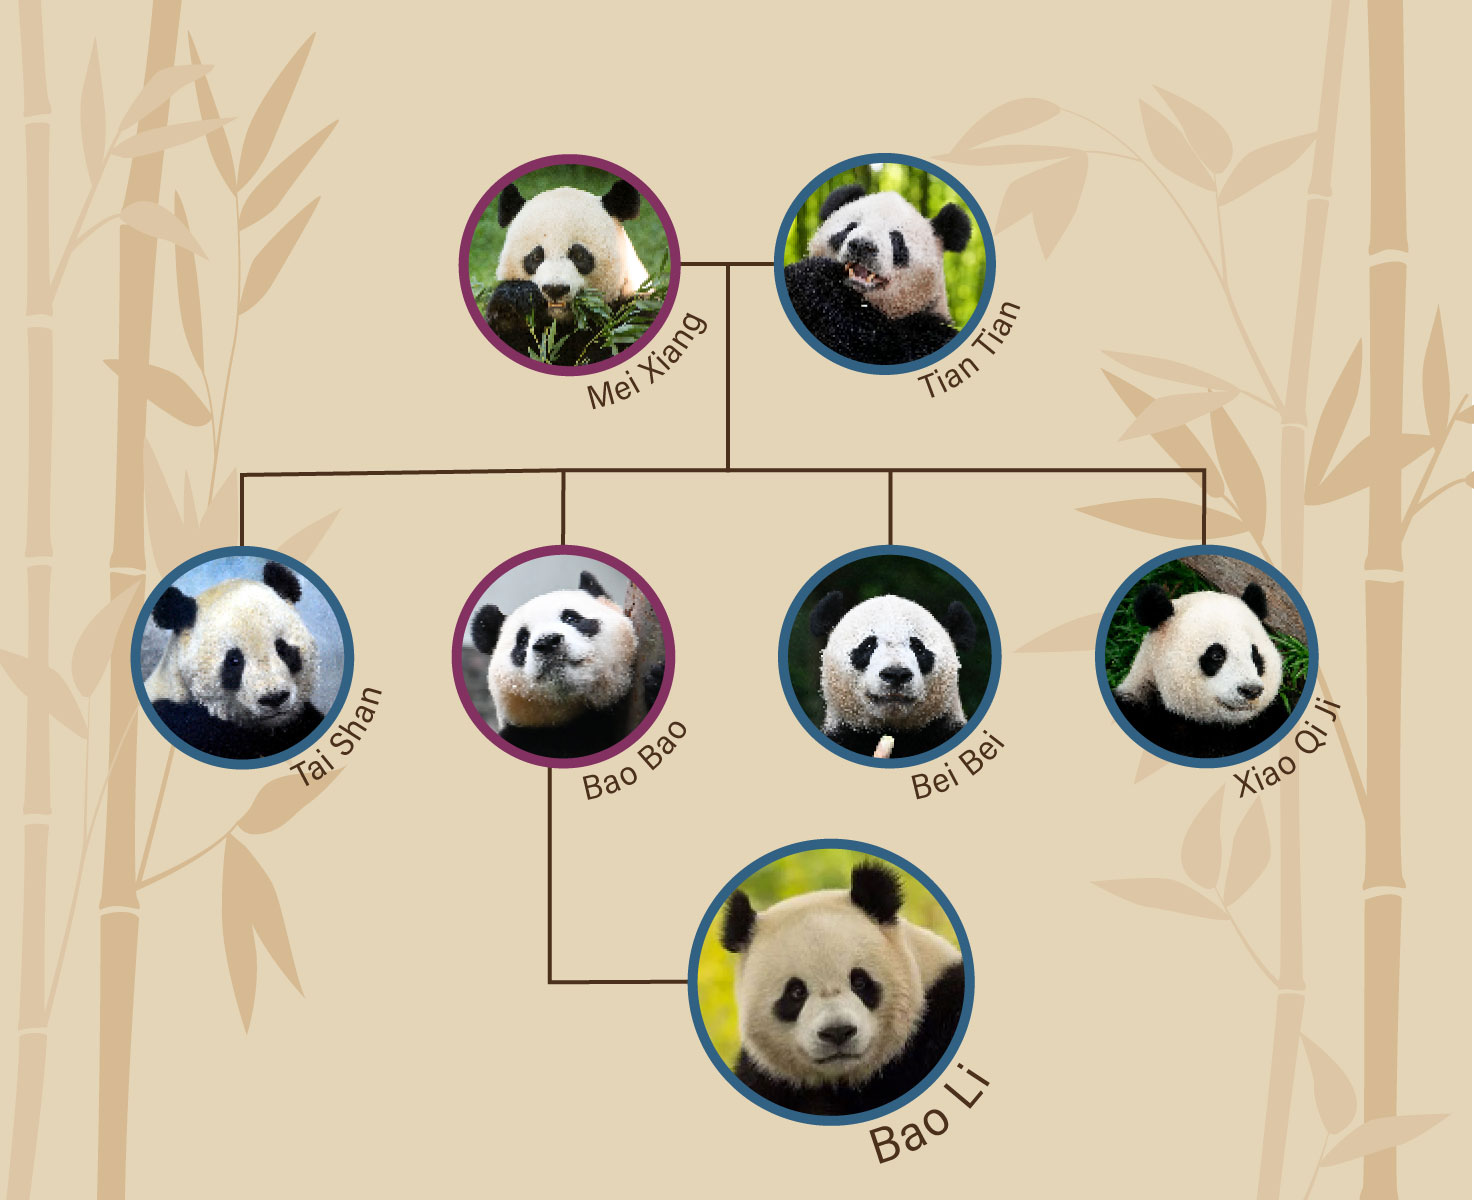 Mei Xiang
Tian Tian
Tai Shan
Bao Bao
Bei Bei
Xiao Qi Ji
Bao Li